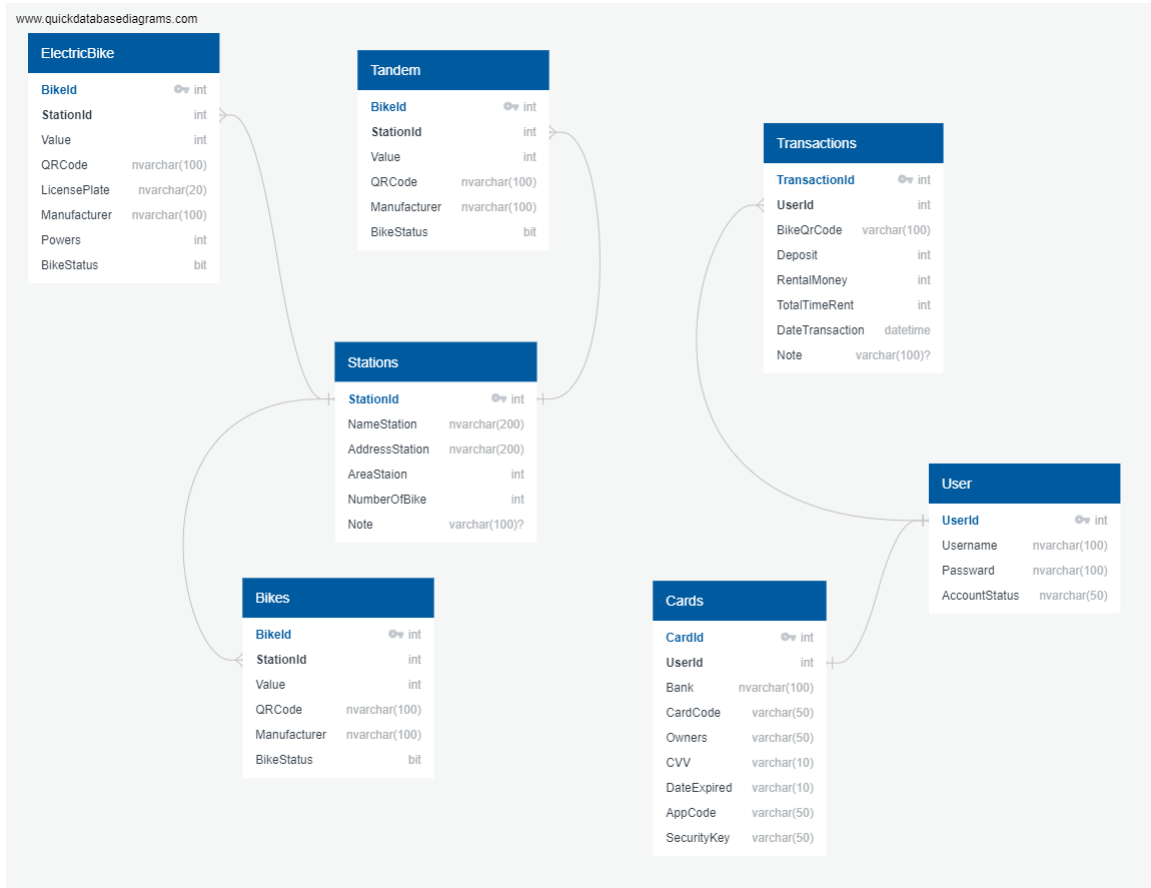 www.quickdatabasediagrams.com
ElectricBike
BikeId int
StationId int
Value int
QRCode nvarchar(100)
LicensePlate nvarchar(20)
Manufacturer nvarchar(100)
Powers int
BikeStatus bit
Tandem
BikeId int
StationId int
Value int
QRCode nvarchar(100)
Manufacturer nvarchar(100)
BikeStatus bit
Transactions
TransactionId int
UserId int
BikeQrCode varchar(100)
Deposit int
RentalMoney int
TotalTimeRent int
DateTransaction datetime
Note varchar(100)?
Stations
StationId int
NameStation nvarchar(200)
AddressStation nvarchar(200)
AreaStaion int
NumberOfBike int
Note varchar(100)?
User
UserId int
Username nvarchar(100)
Passward nvarchar(100)
AccountStatus nvarchar(50)
Bikes
BikeId int
StationId int
Value int
QRCode nvarchar(100)
Manufacturer nvarchar(100)
BikeStatus bit
Cards
CardId int
UserId int
Bank nvarchar(100)
CardCode varchar(50)
Owners varchar(50)
CVV varchar(10)
DateExpired varchar(10)
AppCode varchar(50)
SecurityKey varchar(50)